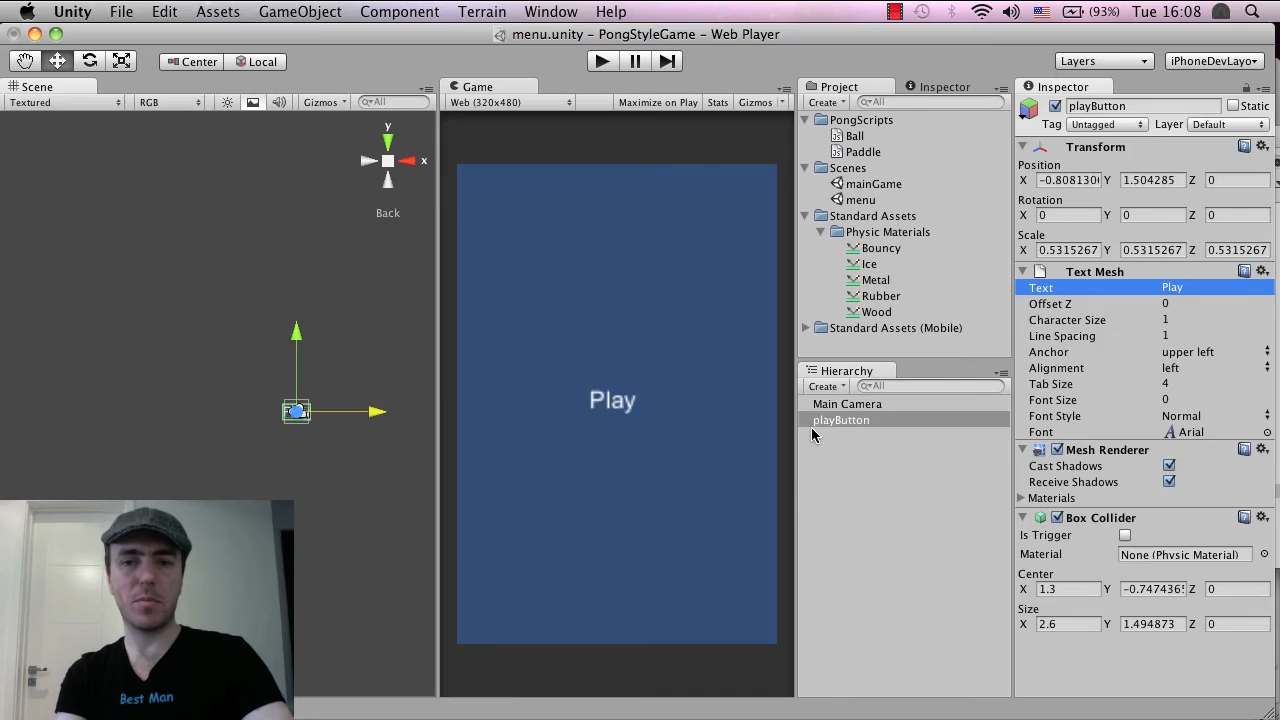 Unity File Edit Assets GameObject Component Terrain Window Help (93%) Tue 16:08
menu.unity – PongStyleGame – Web Player
Center Local Layers iPhoneDevLayo
Scene
Textured RGB Gizmos All
y
x
Back
Game
Web (320x480) Maximize on Play Stats Gizmos
Play
Project Inspector
Create All
PongScripts
Ball
Paddle
Scenes
mainGame
menu
Standard Assets
Physic Materials
Bouncy
Ice
Metal
Rubber
Wood
Standard Assets (Mobile)
Hierarchy
Create All
Main Camera
playButton
Inspector
playButton Static
Tag Untagged Layer Default
Transform
Position
X −0.808130 Y 1.504285 Z 0
Rotation
X 0 Y 0 Z 0
Scale
X 0.5315267 Y 0.5315267 Z 0.5315267
Text Mesh
Text Play
Offset Z 0
Character Size 1
Line Spacing 1
Anchor upper left
Alignment left
Tab Size 4
Font Size 0
Font Style Normal
Font A Arial
Mesh Renderer
Cast Shadows
Receive Shadows
Materials
Box Collider
Is Trigger
Material None (Physic Material)
Center
X 1.3 Y −0.747436 Z 0
Size
X 2.6 Y 1.494873 Z 0
Best Man